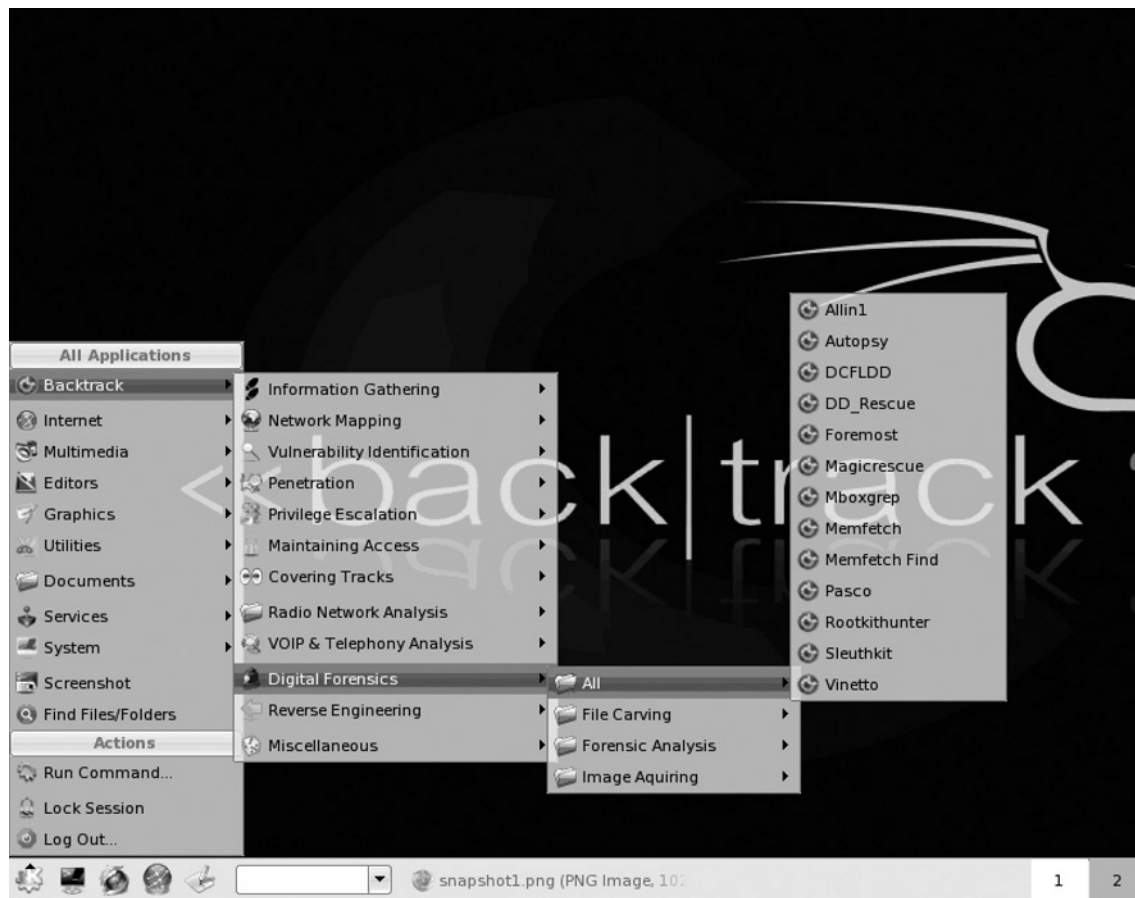 All Applications
Backtrack
Internet
Multimedia
Editors
Graphics
Utilities
Documents
Services
System
Screenshot
Find Files/Folders
Actions
Run Command...
Lock Session
Log Out...
Information Gathering
Network Mapping
Vulnerability Identification
Penetration
Privilege Escalation
Maintaining Access
Covering Tracks
Radio Network Analysis
VOIP & Telephony Analysis
Digital Forensics
Reverse Engineering
Miscellaneous
All
File Carving
Forensic Analysis
Image Aquiring
Allin1
Autopsy
DCFLDD
DD_Rescue
Foremost
Magicrescue
Mboxgrep
Memfetch
Memfetch Find
Pasco
Rootkithunter
Sleuthkit
Vinetto
<<back|track
snapshot1.png (PNG Image, 102
1
2